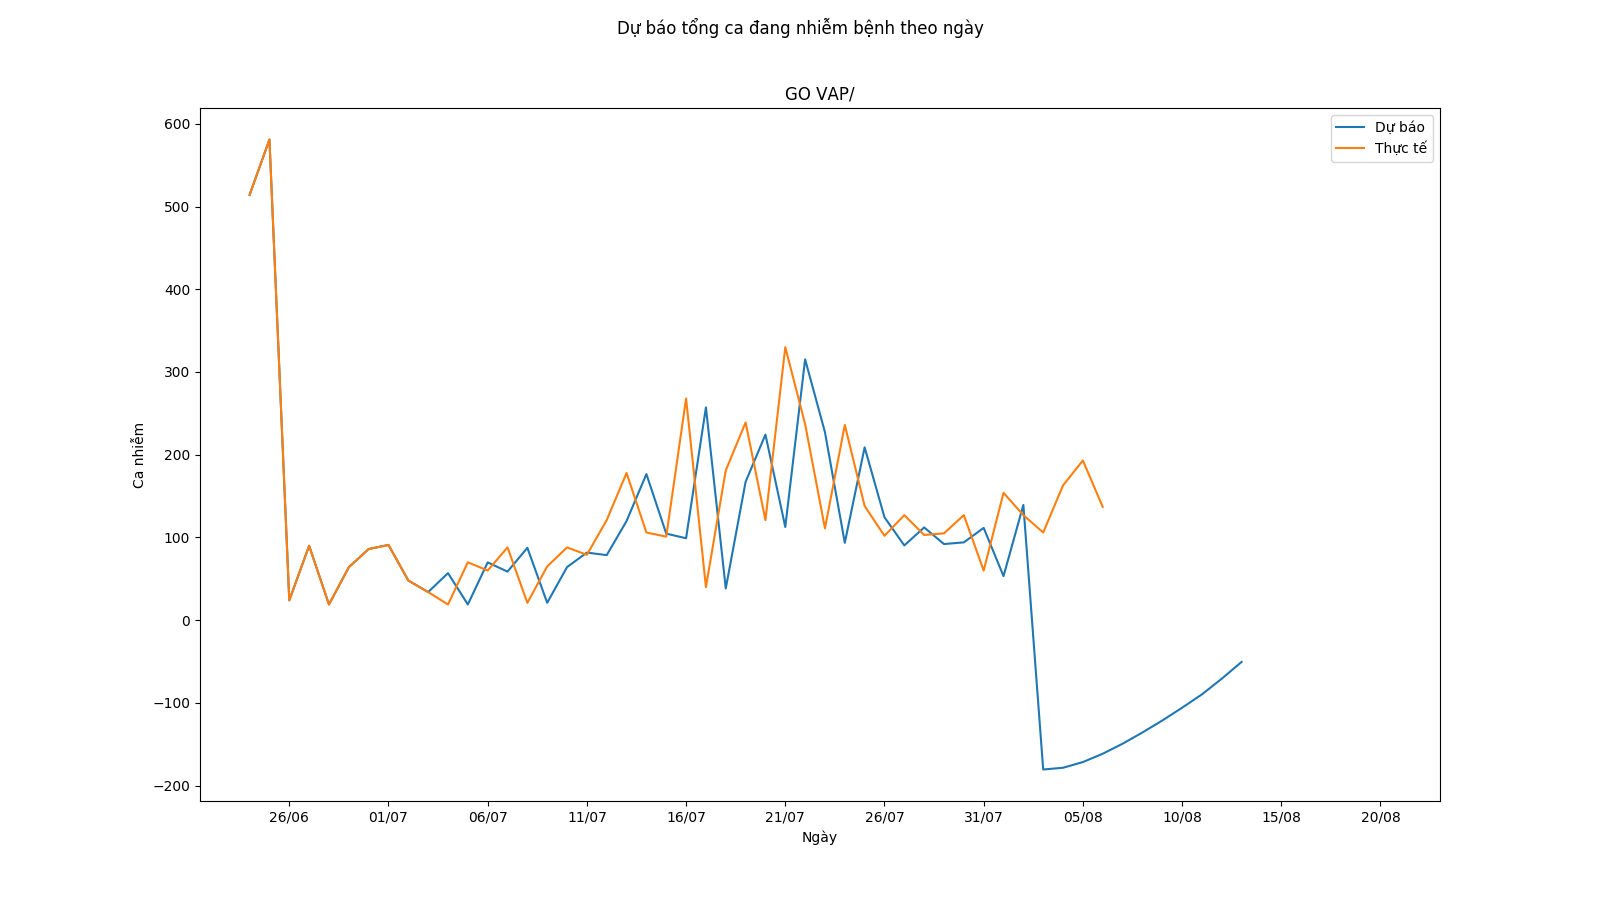 Dự báo tổng ca đang nhiễm bệnh theo ngày
GO VAP/
Dự báo
Thực tế
600
500
400
300
200
100
0
−100
−200
Ca nhiễm
26/06 01/07 06/07 11/07 16/07 21/07 26/07 31/07 05/08 10/08 15/08 20/08
Ngày